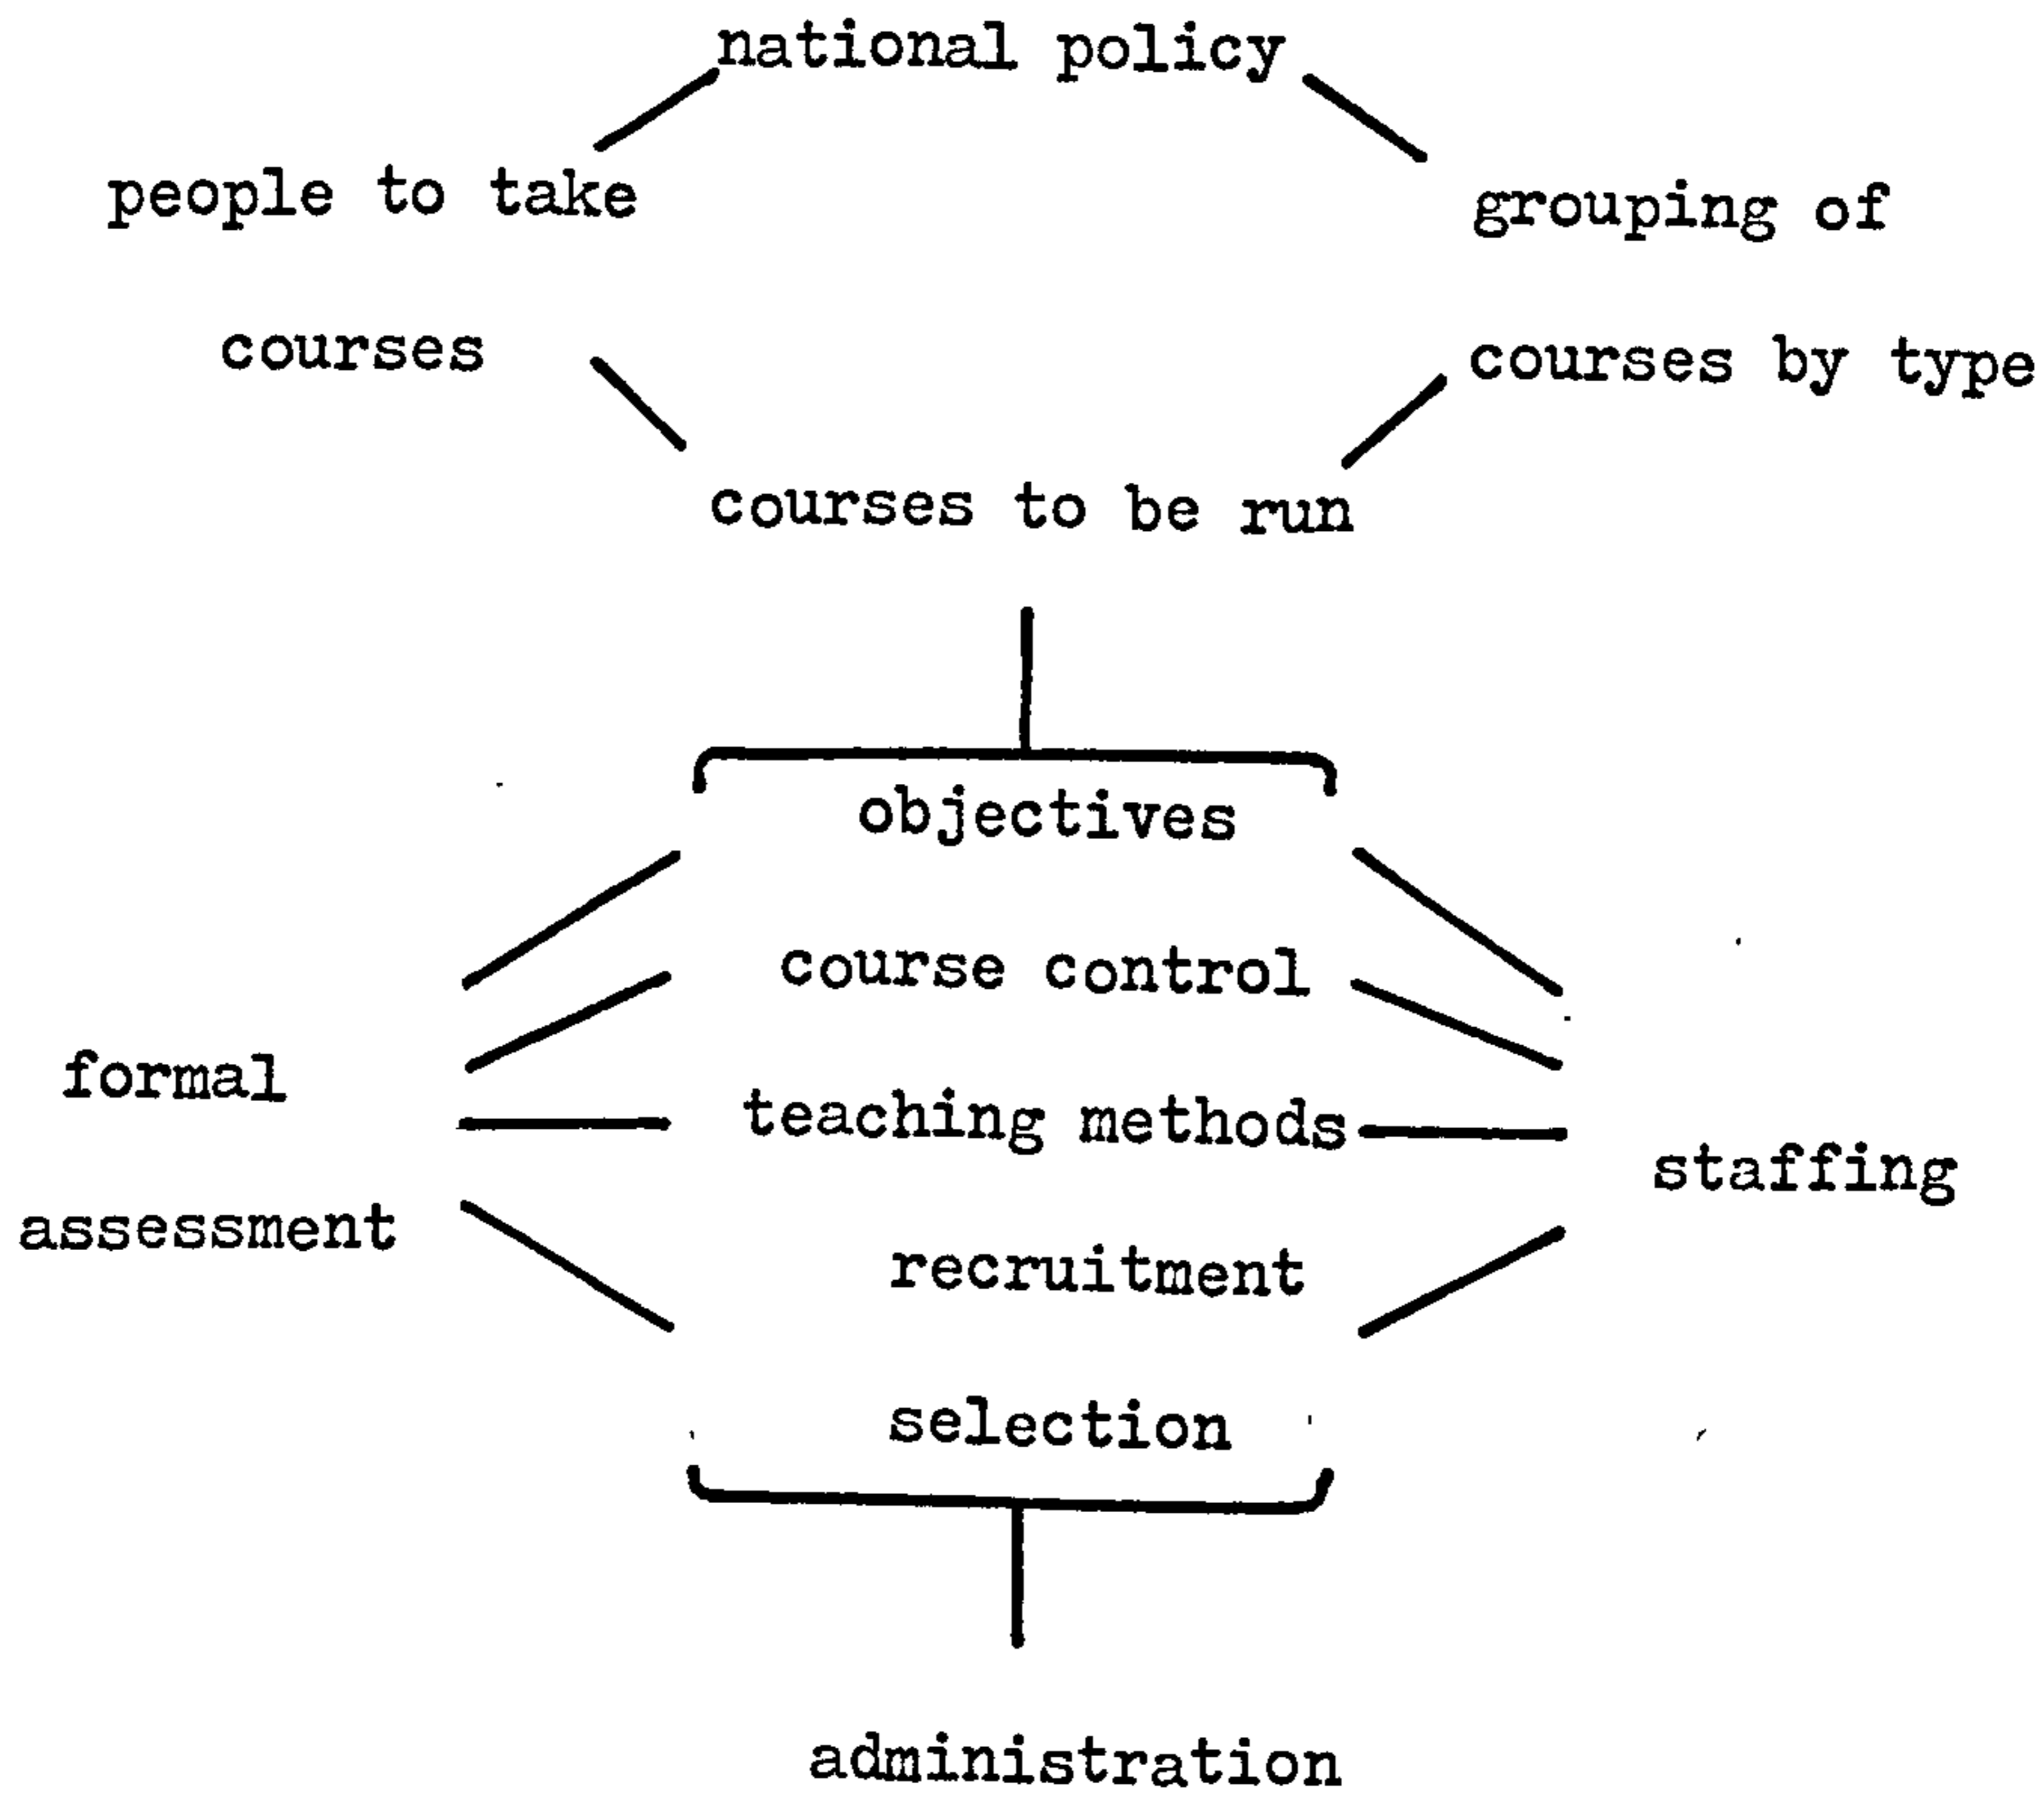 national policy
people to take
courses
grouping of
courses by type
courses to be run
objectives
course control
teaching methods
recruitment
selection
formal
assessment
staffing
administration